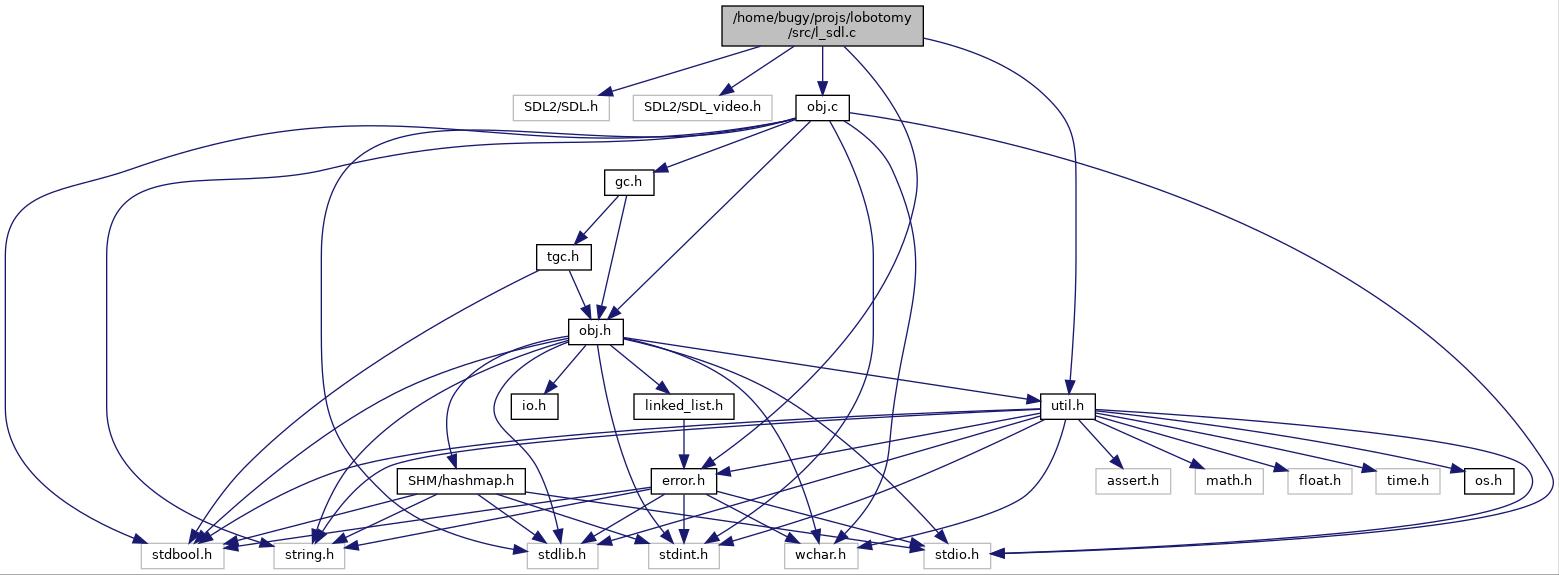 /home/bugy/projs/lobotomy
/src/l_sdl.c
SDL2/SDL.h
SDL2/SDL_video.h
obj.c
gc.h
tgc.h
obj.h
io.h
linked_list.h
util.h
SHM/hashmap.h
error.h
assert.h
math.h
float.h
time.h
os.h
stdbool.h
string.h
stdlib.h
stdint.h
wchar.h
stdio.h